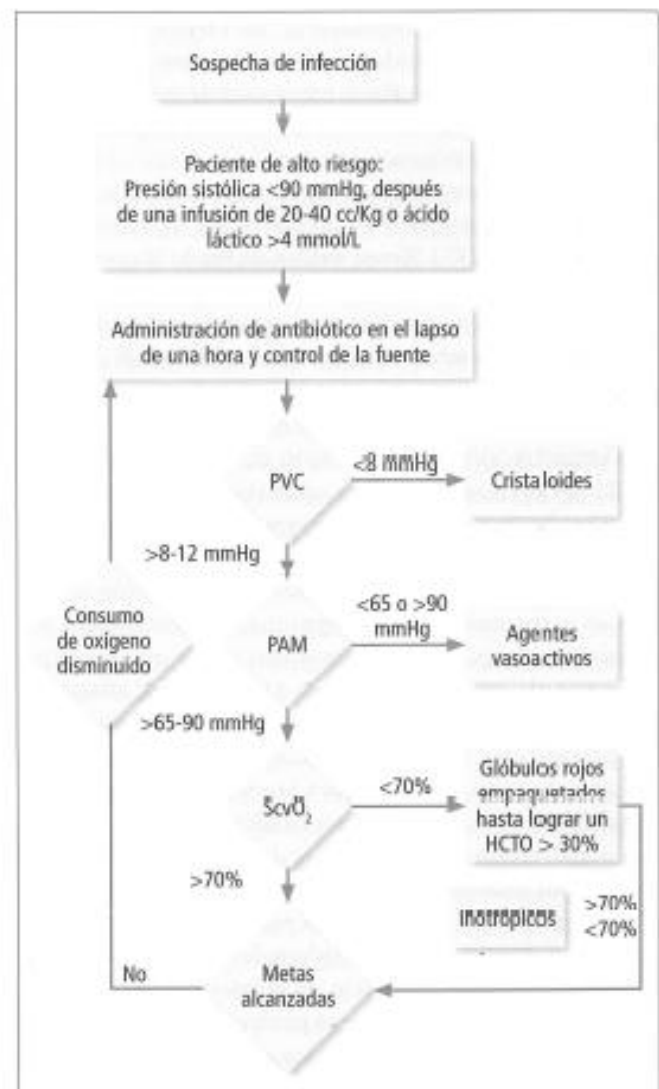 Sospecha de infección
Paciente de alto riesgo:
Presión sistólica <90 mmHg, después
de una infusión de 20-40 cc/Kg o ácido
láctico >4 mmol/L
Administración de antibiótico en el lapso
de una hora y control de la fuente
PVC
<8 mmHg
Cristaloides
>8-12 mmHg
Consumo
de oxigeno
disminuido
PAM
<65 o >90
mmHg
Agentes
vasoactivos
>65-90 mmHg
ScvO₂
<70%
Glóbulos rojos
empaquetados
hasta lograr un
HCTO > 30%
>70%
Inotrópicos
>70%
<70%
No
Metas
alcanzadas